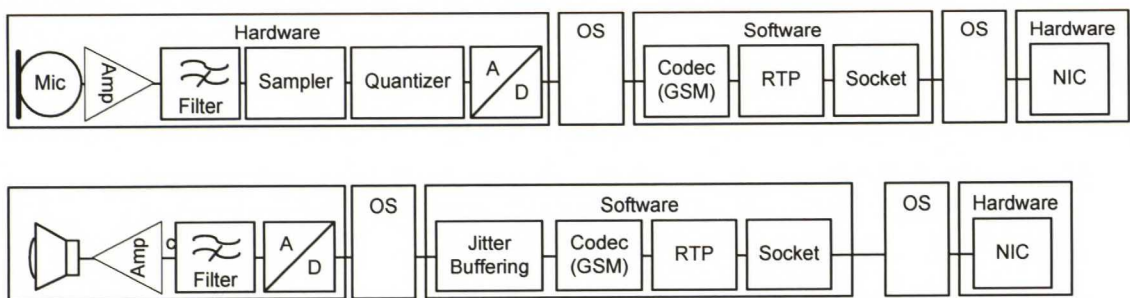 Hardware
OS
Software
OS
Hardware
Mic
Amp
Filter
Sampler
Quantizer
A
D
Codec
(GSM)
RTP
Socket
NIC
OS
Software
OS
Hardware
Amp
c
Filter
A
D
Jitter
Buffering
Codec
(GSM)
RTP
Socket
NIC